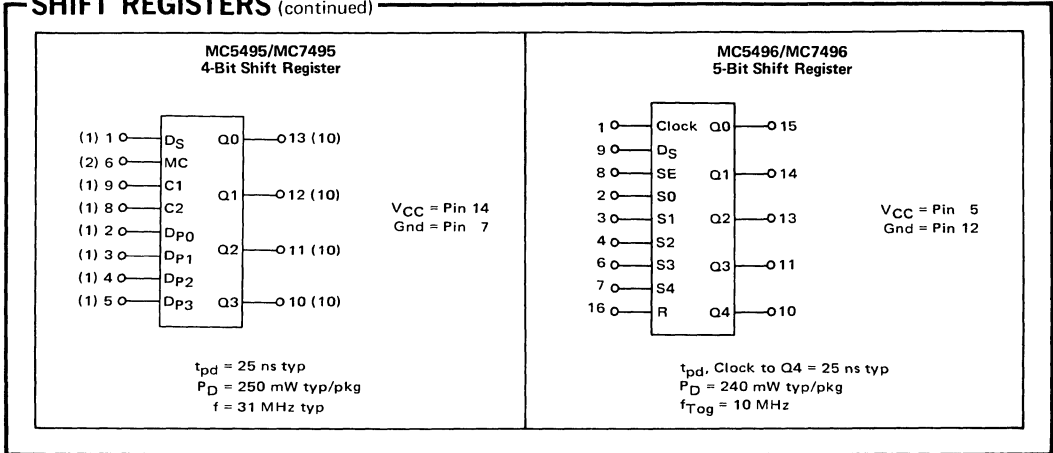 SHIFT REGISTERS (continued)
MC5495/MC7495
4-Bit Shift Register
(1) 1 DS Q0 13 (10)
(2) 6 MC
(1) 9 C1
Q1 12 (10)
(1) 8 C2
(1) 2 DP0
(1) 3 DP1 Q2 11 (10)
(1) 4 DP2
(1) 5 DP3 Q3 10 (10)
VCC = Pin 14
Gnd = Pin 7
tpd = 25 ns typ
PD = 250 mW typ/pkg
f = 31 MHz typ
MC5496/MC7496
5-Bit Shift Register
1 Clock Q0 15
9 DS
8 SE Q1 14
2 S0
3 S1 Q2 13
4 S2
6 S3 Q3 11
7 S4
16 R Q4 10
VCC = Pin 5
Gnd = Pin 12
tpd, Clock to Q4 = 25 ns typ
PD = 240 mW typ/pkg
fTog = 10 MHz